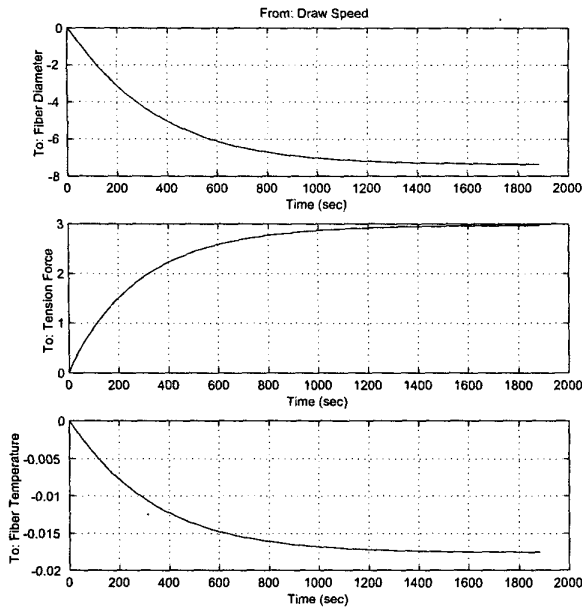 From: Draw Speed
To: Fiber Diameter
0
-2
-4
-6
-8
0 200 400 600 800 1000 1200 1400 1600 1800 2000
Time (sec)
To: Tension Force
3
2
1
0
0 200 400 600 800 1000 1200 1400 1600 1800 2000
Time (sec)
To: Fiber Temperature
0
-0.005
-0.01
-0.015
-0.02
0 200 400 600 800 1000 1200 1400 1600 1800 2000
Time (sec)